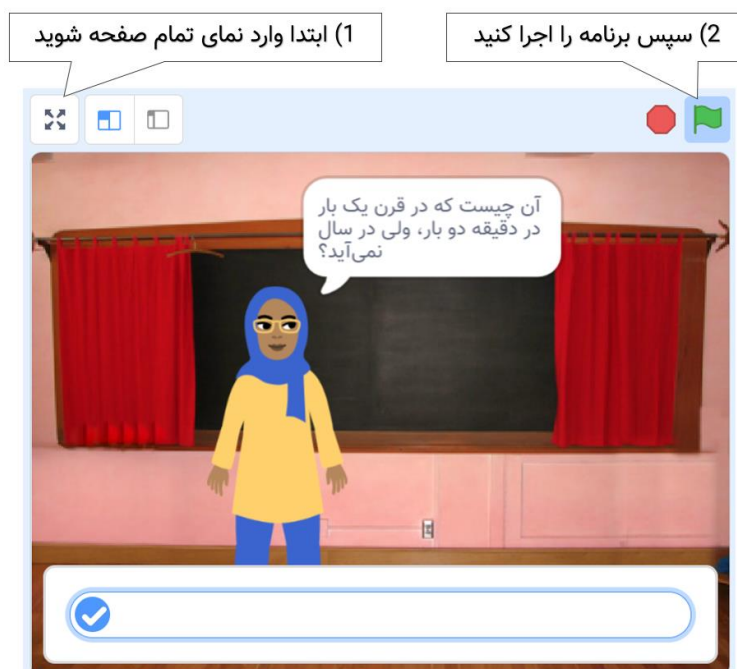 1) ابتدا وارد نمای تمام صفحه شوید
2) سپس برنامه را اجرا کنید
آن چیست که در قرن یک بار
در دقیقه دو بار، ولی در سال
نمی‌آید؟